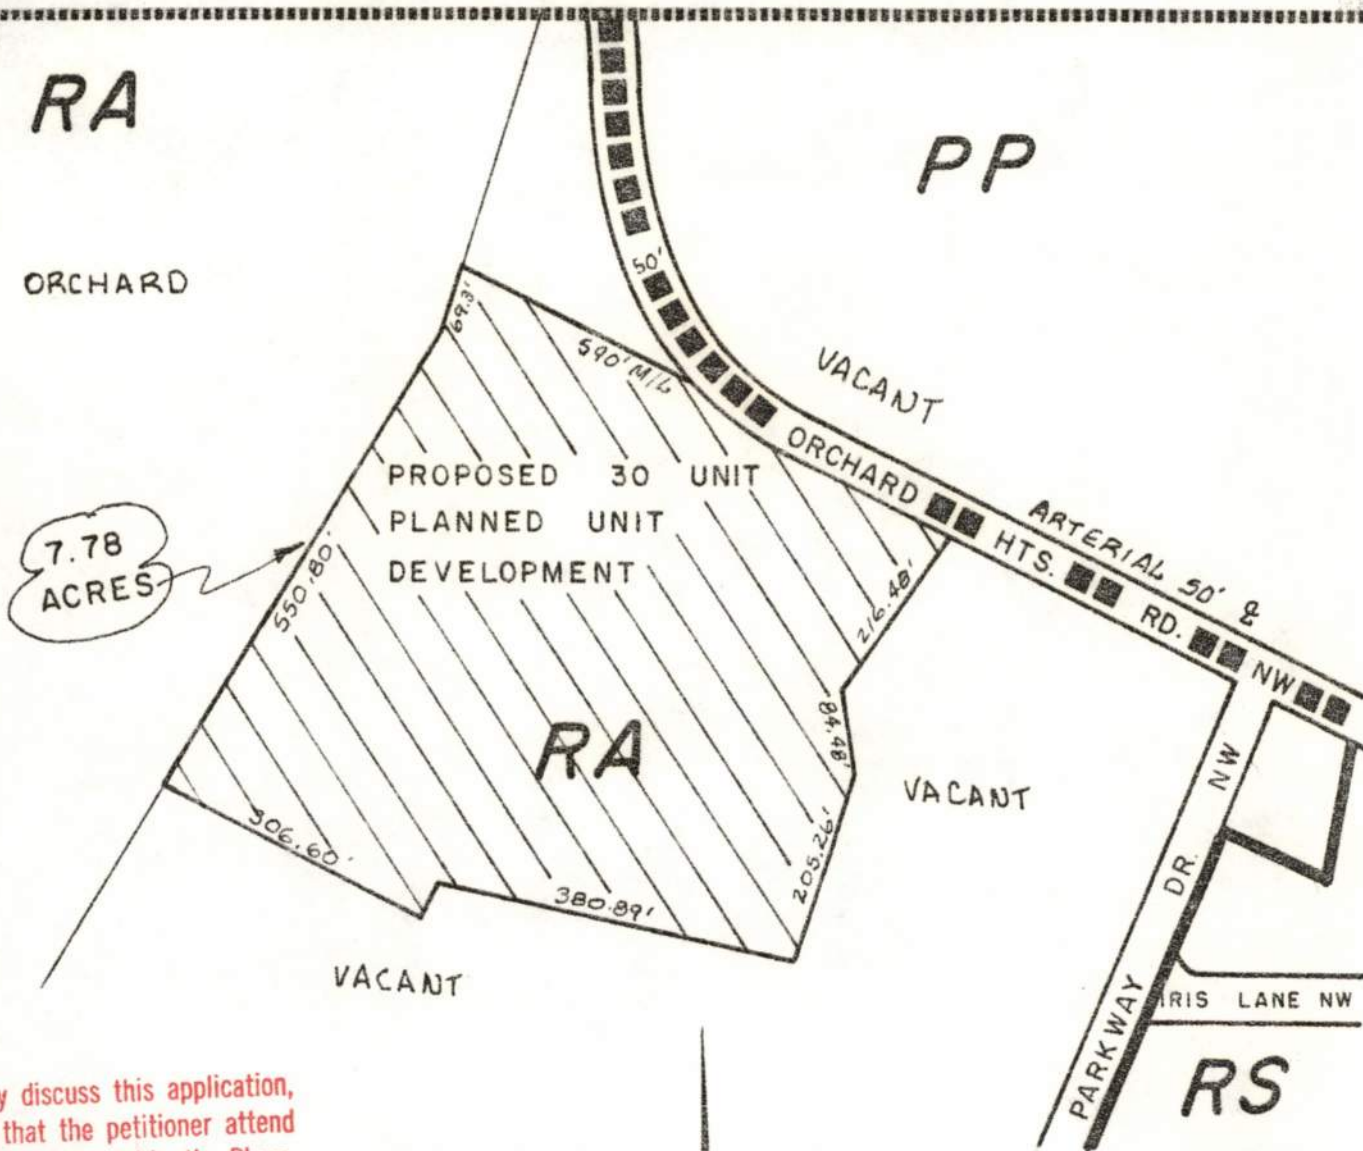 RA
PP
ORCHARD
50'
69.3'
590' M/L
VACANT
ORCHARD HTS. RD. NW
ARTERIAL 50' ⅊
PROPOSED 30 UNIT
PLANNED UNIT
DEVELOPMENT
7.78
ACRES
550.80'
216.48'
84.48'
RA
VACANT
205.26'
306.60'
380.89'
VACANT
PARKWAY DR. NW
IRIS LANE NW
RS
discuss this application,
that the petitioner attend